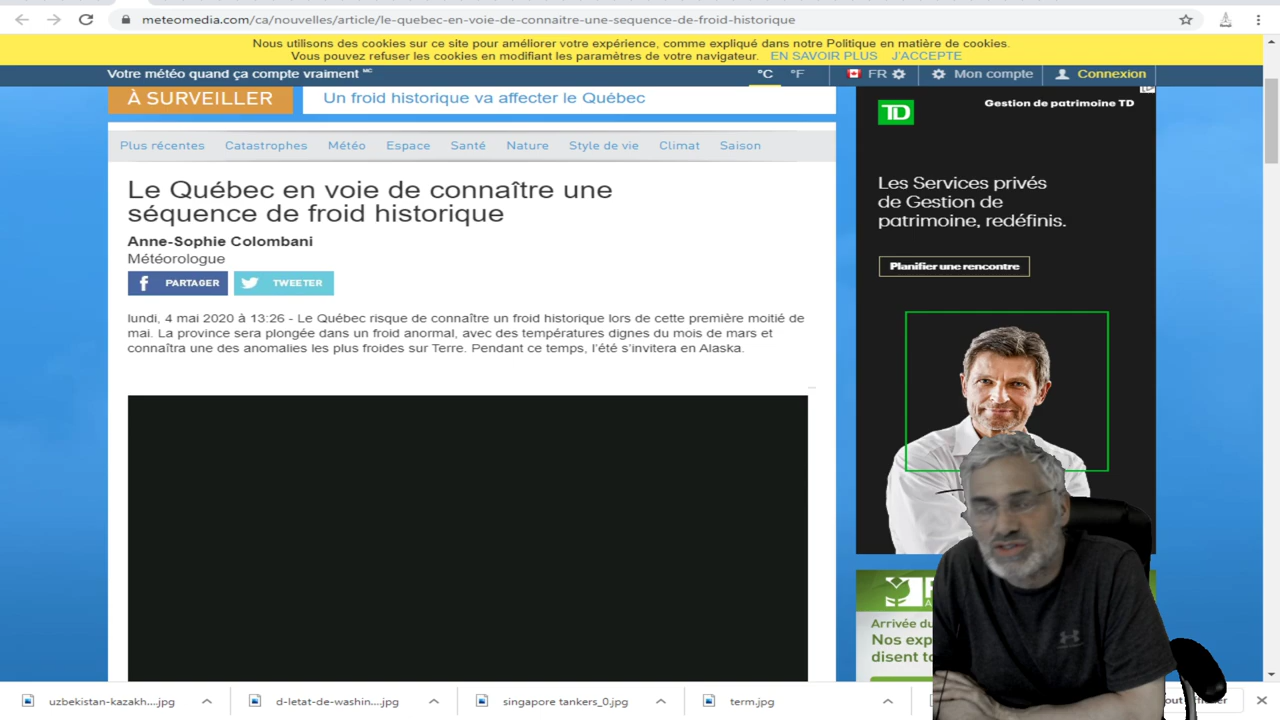 meteomedia.com/ca/nouvelles/article/le-quebec-en-voie-de-connaitre-une-sequence-de-froid-historique
Nous utilisons des cookies sur ce site pour améliorer votre expérience, comme expliqué dans notre Politique en matière de cookies.
Vous pouvez refuser les cookies en modifiant les paramètres de votre navigateur. EN SAVOIR PLUS J'ACCEPTE
Votre météo quand ça compte vraiment MC
°C °F FR Mon compte Connexion
À SURVEILLER Un froid historique va affecter le Québec
Plus récentes Catastrophes Météo Espace Santé Nature Style de vie Climat Saison
Le Québec en voie de connaître une
séquence de froid historique
Anne-Sophie Colombani
Météorologue
PARTAGER TWEETER
lundi, 4 mai 2020 à 13:26 - Le Québec risque de connaître un froid historique lors de cette première moitié de
mai. La province sera plongée dans un froid anormal, avec des températures dignes du mois de mars et
connaîtra une des anomalies les plus froides sur Terre. Pendant ce temps, l'été s'invitera en Alaska.
TD Gestion de patrimoine TD
Les Services privés
de Gestion de
patrimoine, redéfinis.
Planifier une rencontre
Arrivée du
Nos exp
disent to
uzbekistan-kazakh....jpg d-letat-de-washin....jpg singapore tankers_0.jpg term.jpg